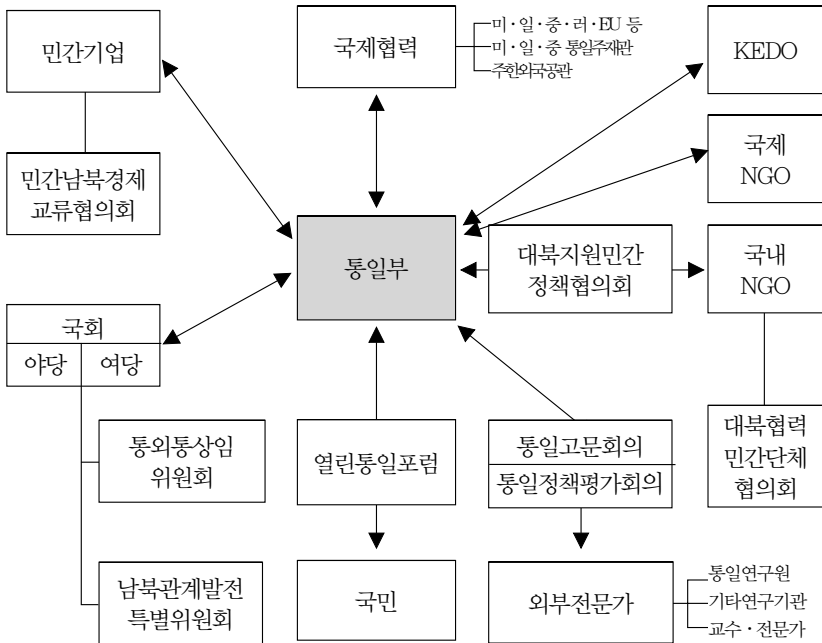 민간기업
국제협력
미·일·중·러·EU 등
미·일·중 통일주재관
주한외국공관
KEDO
민간남북경제
교류협의회
국제
NGO
통일부
대북지원민간
정책협의회
국내
NGO
국회
야당 여당
통외통상임
위원회
열린통일포럼
통일고문회의
통일정책평가회의
대북협력
민간단체
협의회
남북관계발전
특별위원회
국민
외부전문가
통일연구원
기타연구기관
교수·전문가